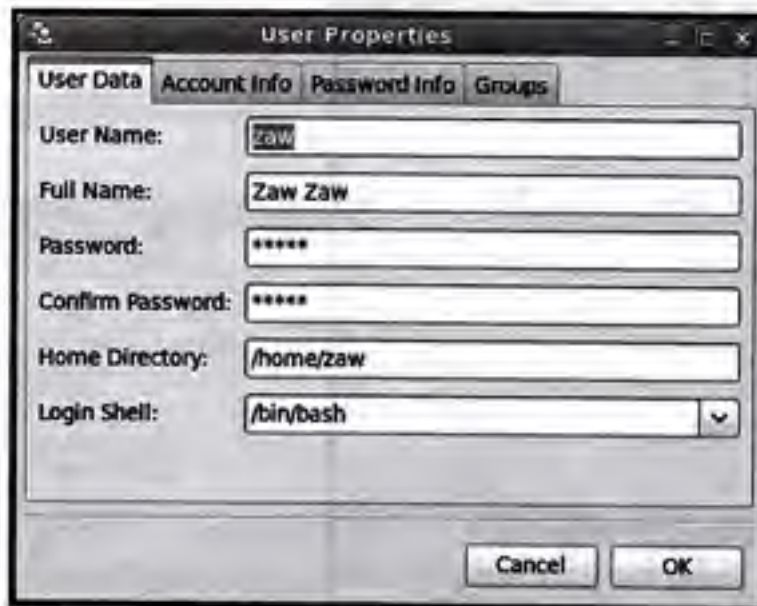 User Properties
User Data Account Info Password Info Groups
User Name: zaw
Full Name: Zaw Zaw
Password: *****
Confirm Password: *****
Home Directory: /home/zaw
Login Shell: /bin/bash
Cancel OK